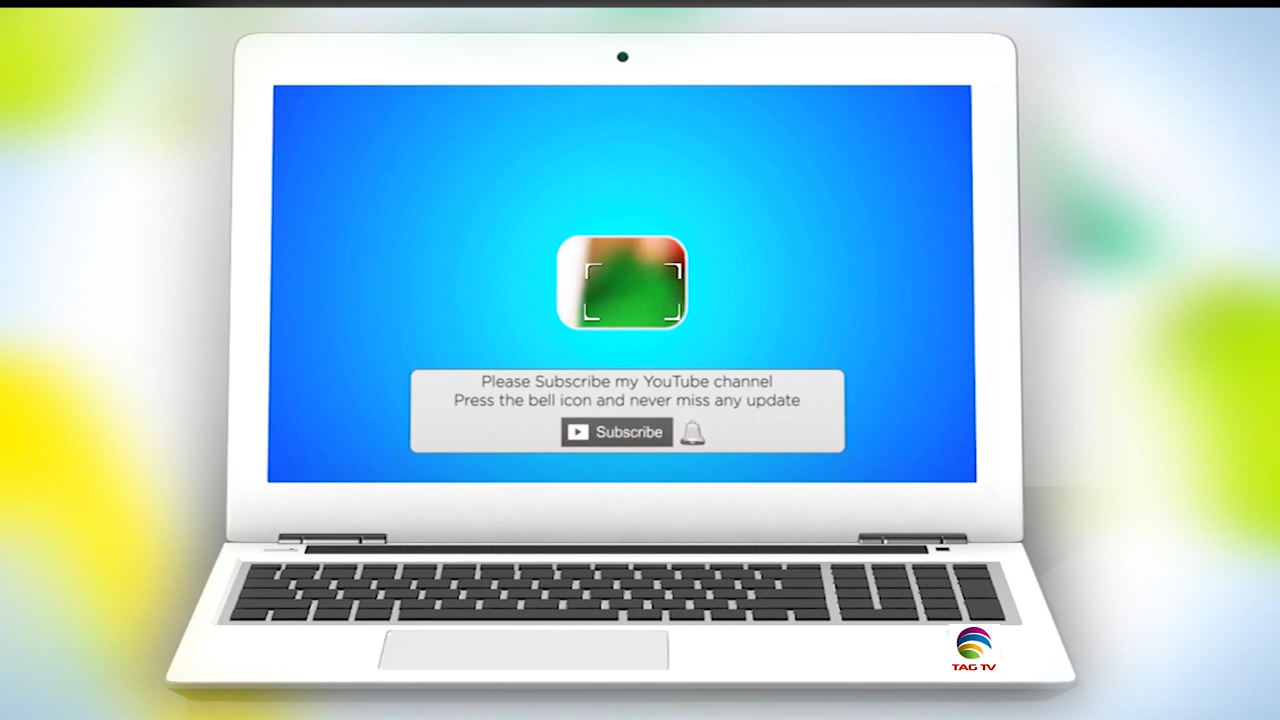 Please Subscribe my YouTube channel
Press the bell icon and never miss any update
Subscribe
TAG TV